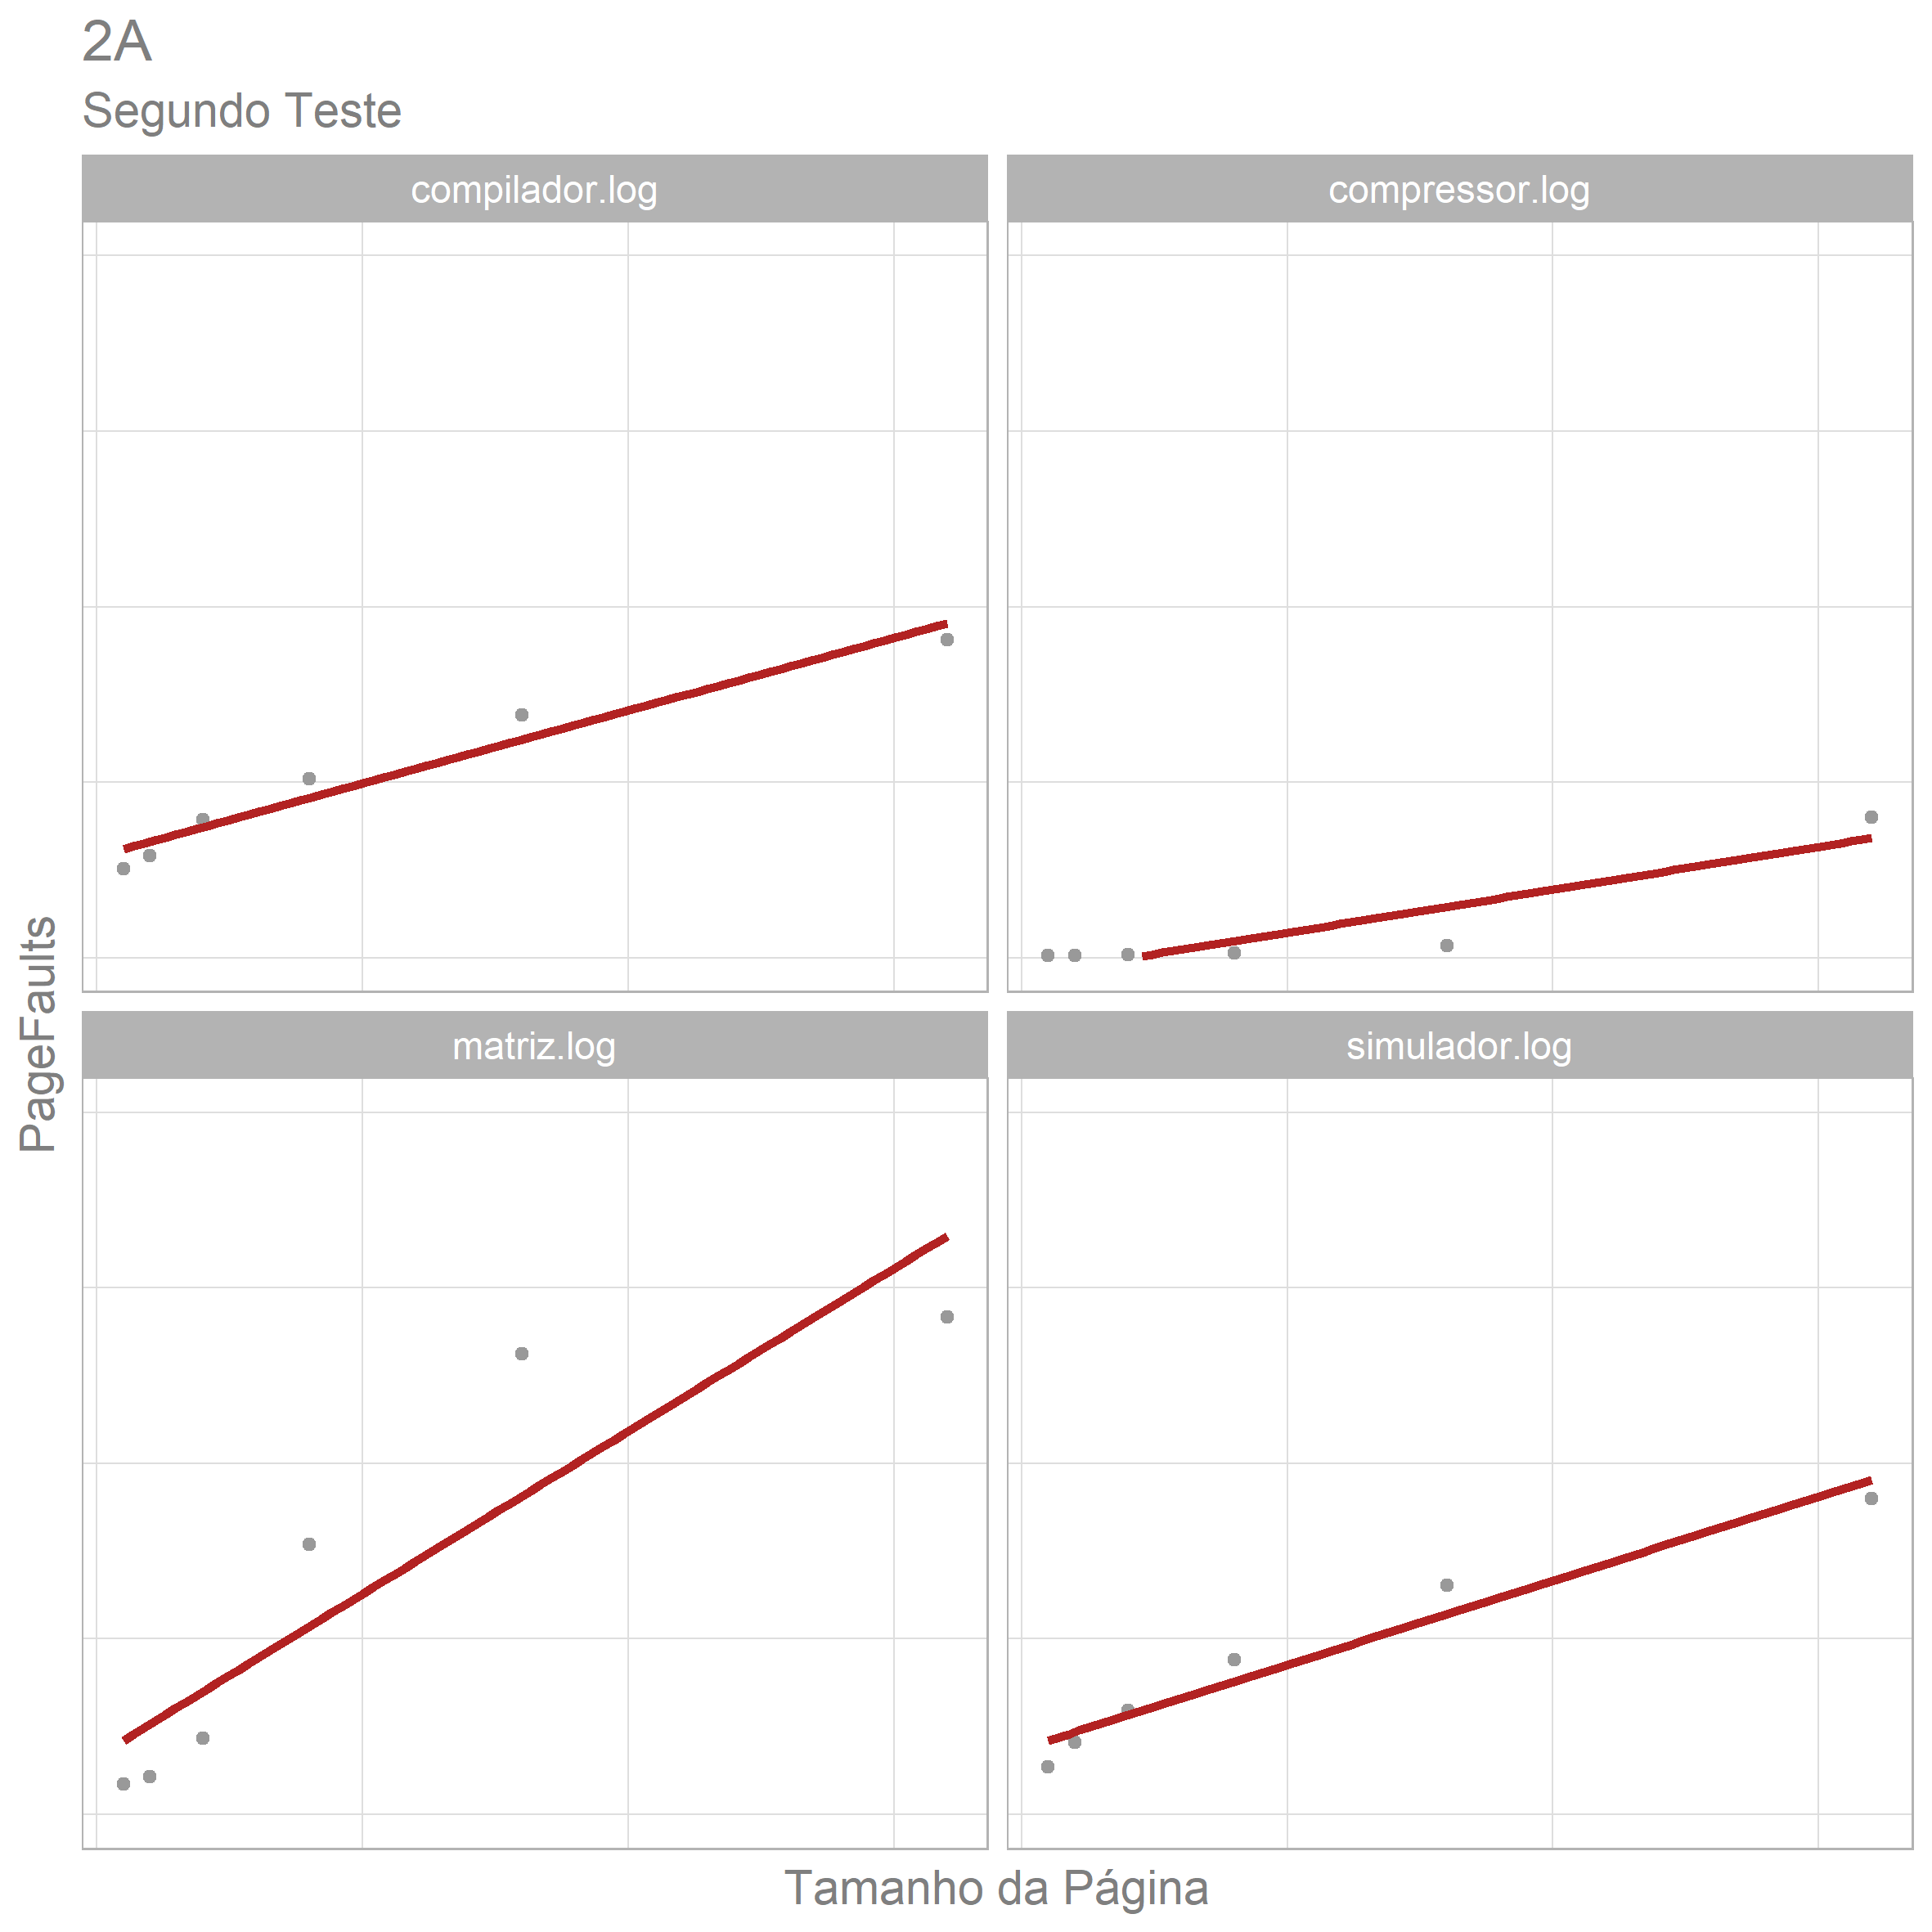 2A
Segundo Teste
compilador.log
compressor.log
PageFaults
matriz.log
simulador.log
Tamanho da Página